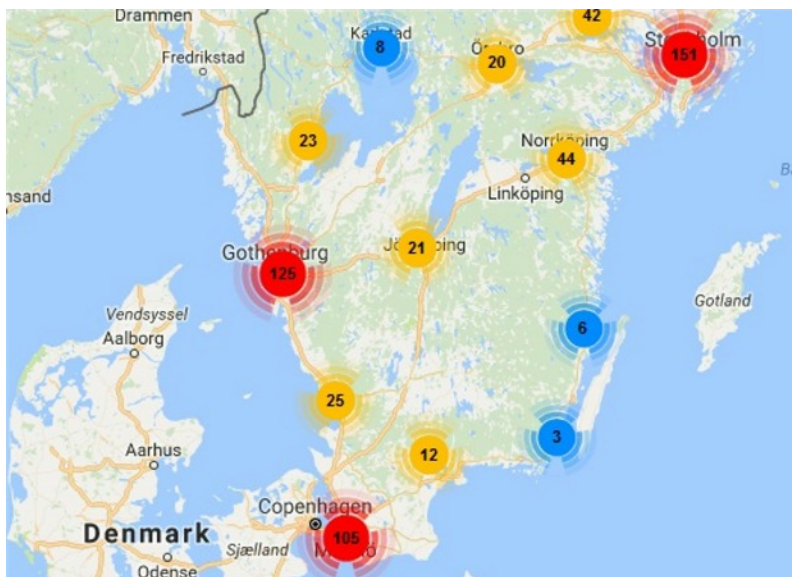 Drammen
42
8
Fredrikstad
20
151
23
Norrköping
44
Linköping
sand
21
Gothenburg
125
Gotland
Vendsyssel
Aalborg
6
25
3
12
Aarhus
Copenhagen
Denmark
105
Sjælland
Odense